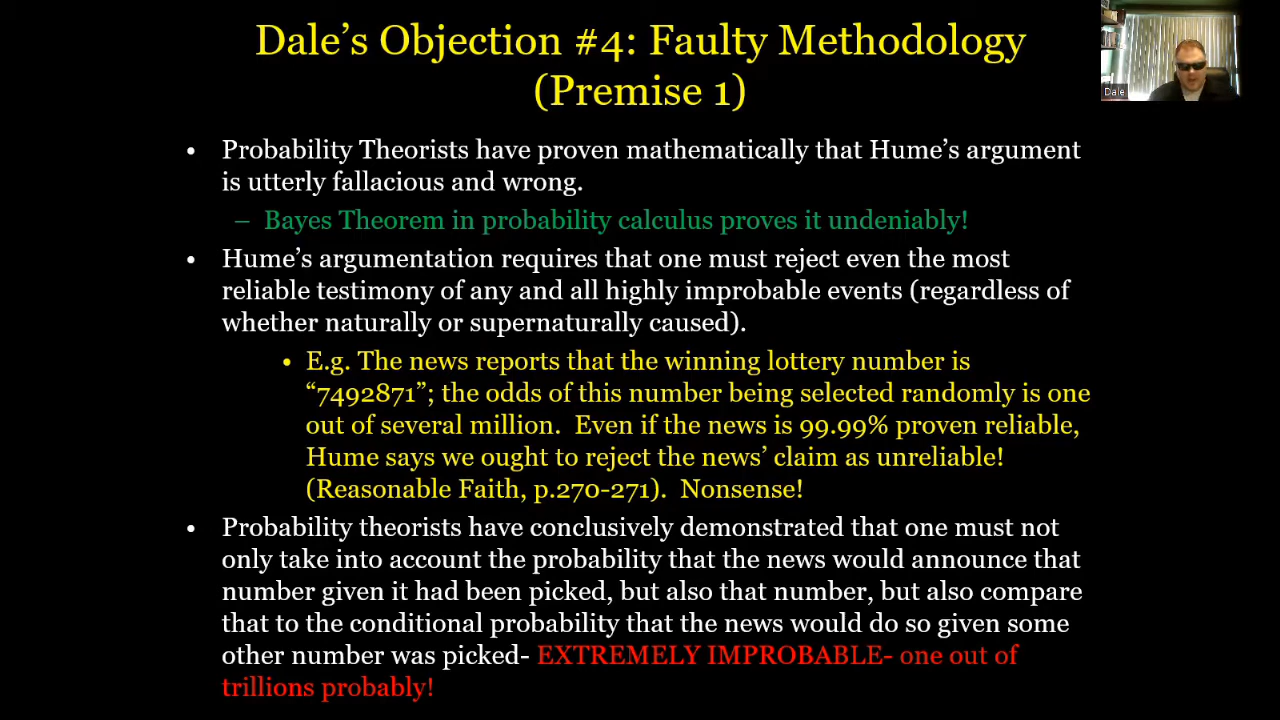 Dale’s Objection #4: Faulty Methodology
(Premise 1)
Dale
• Probability Theorists have proven mathematically that Hume’s argument
is utterly fallacious and wrong.
– Bayes Theorem in probability calculus proves it undeniably!
• Hume’s argumentation requires that one must reject even the most
reliable testimony of any and all highly improbable events (regardless of
whether naturally or supernaturally caused).
• E.g. The news reports that the winning lottery number is
“7492871”; the odds of this number being selected randomly is one
out of several million.  Even if the news is 99.99% proven reliable,
Hume says we ought to reject the news’ claim as unreliable!
(Reasonable Faith, p.270-271).  Nonsense!
• Probability theorists have conclusively demonstrated that one must not
only take into account the probability that the news would announce that
number given it had been picked, but also that number, but also compare
that to the conditional probability that the news would do so given some
other number was picked- EXTREMELY IMPROBABLE- one out of
trillions probably!